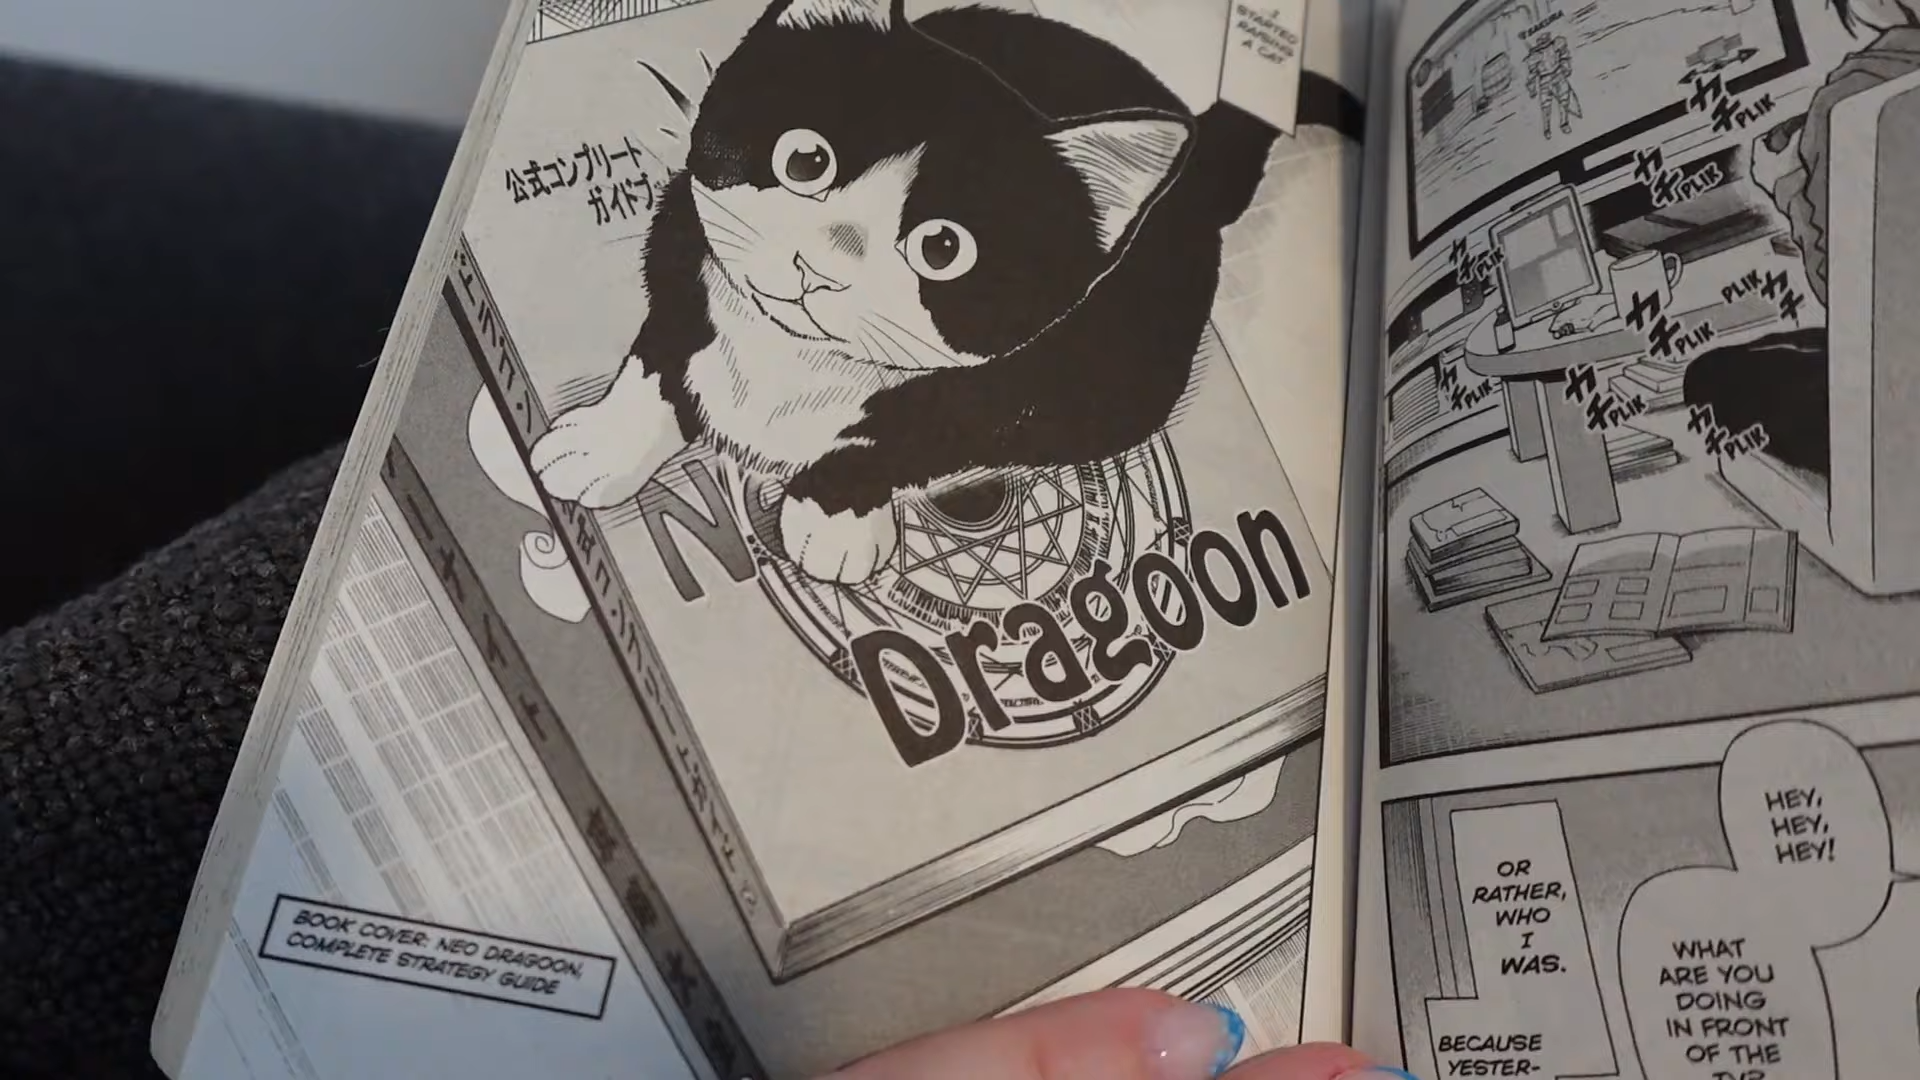 I
STARTED
RAISING
A CAT
公式コンプリート
ガイドブ
N
Dragoon
BOOK COVER: NEO DRAGOON,
COMPLETE STRATEGY GUIDE
SAKURA
カチ
PLIK
カチ
PLIK
カチ
PLIK
PLIK
カチ
カチ
PLIK
カチ
PLIK
カチ
PLIK
カチ
PLIK
HEY,
HEY,
HEY!
OR
RATHER,
WHO
I
WAS.
WHAT
ARE YOU
DOING
IN FRONT
OF THE
TV?
BECAUSE
YESTER-